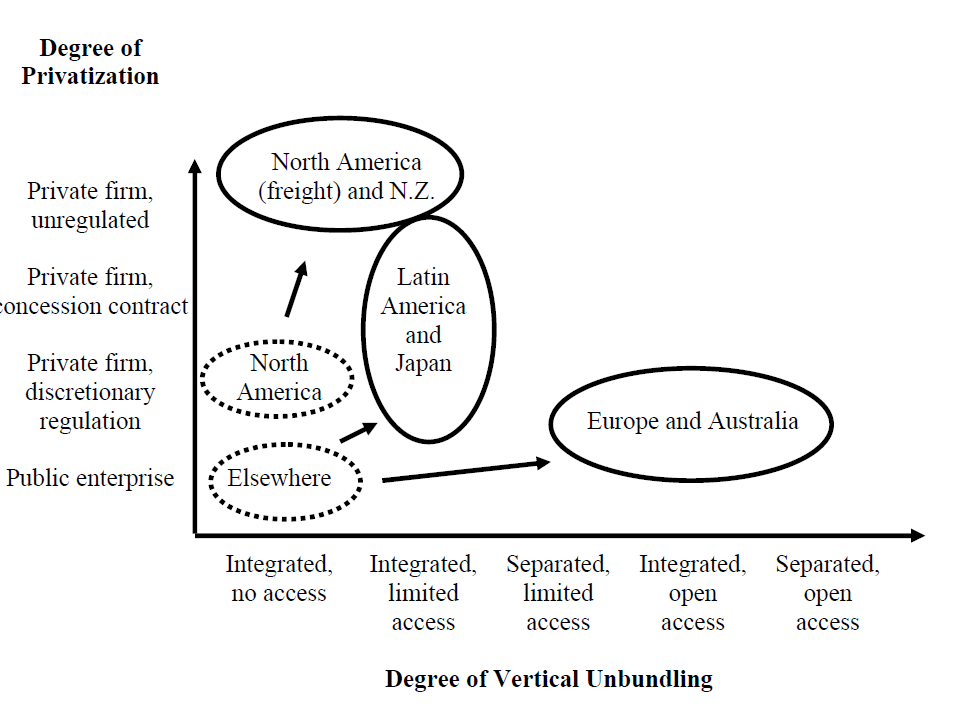 Degree of
Privatization
North America
(freight) and N.Z.
Private firm,
unregulated
Private firm,
concession contract
Latin
America
and
Japan
Private firm,
discretionary
regulation
North
America
Europe and Australia
Public enterprise
Elsewhere
Integrated,
no access
Integrated,
limited
access
Separated,
limited
access
Integrated,
open
access
Separated,
open
access
Degree of Vertical Unbundling